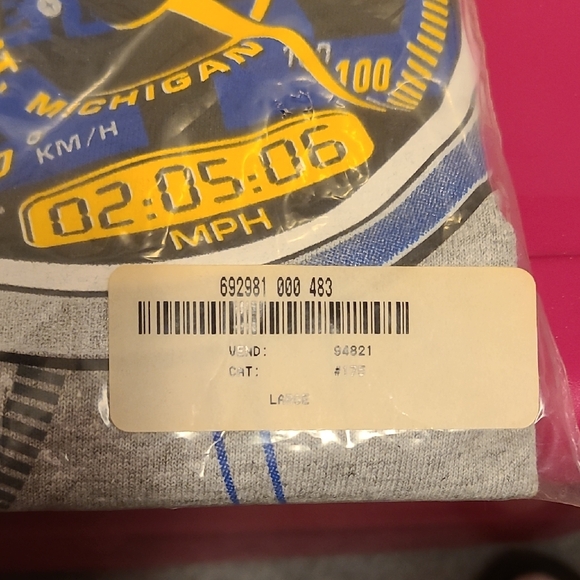 T, MICHIGAN
100
KM/H
02:05:06
MPH
692981 000 483
VEND: 94821
CAT:
LARGE